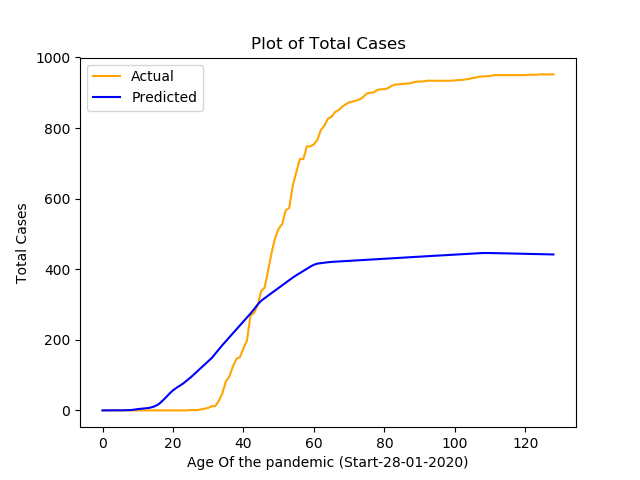 Plot of Total Cases
Actual
Predicted
1000
800
600
400
200
0
Total Cases
0 20 40 60 80 100 120
Age Of the pandemic (Start-28-01-2020)